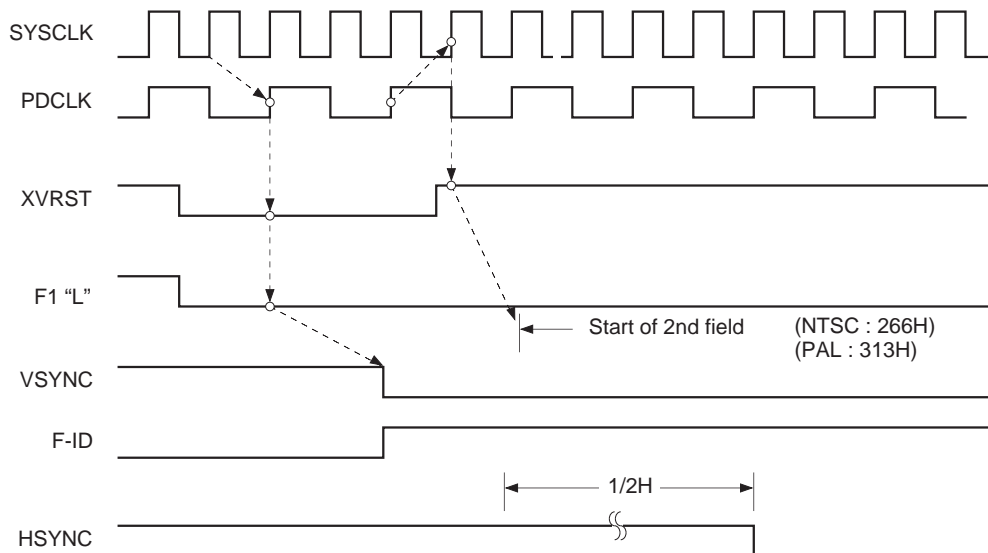 SYSCLK
PDCLK
XVRST
F1 “L”
Start of 2nd field (NTSC : 266H)
(PAL : 313H)
VSYNC
F-ID
1/2H
HSYNC